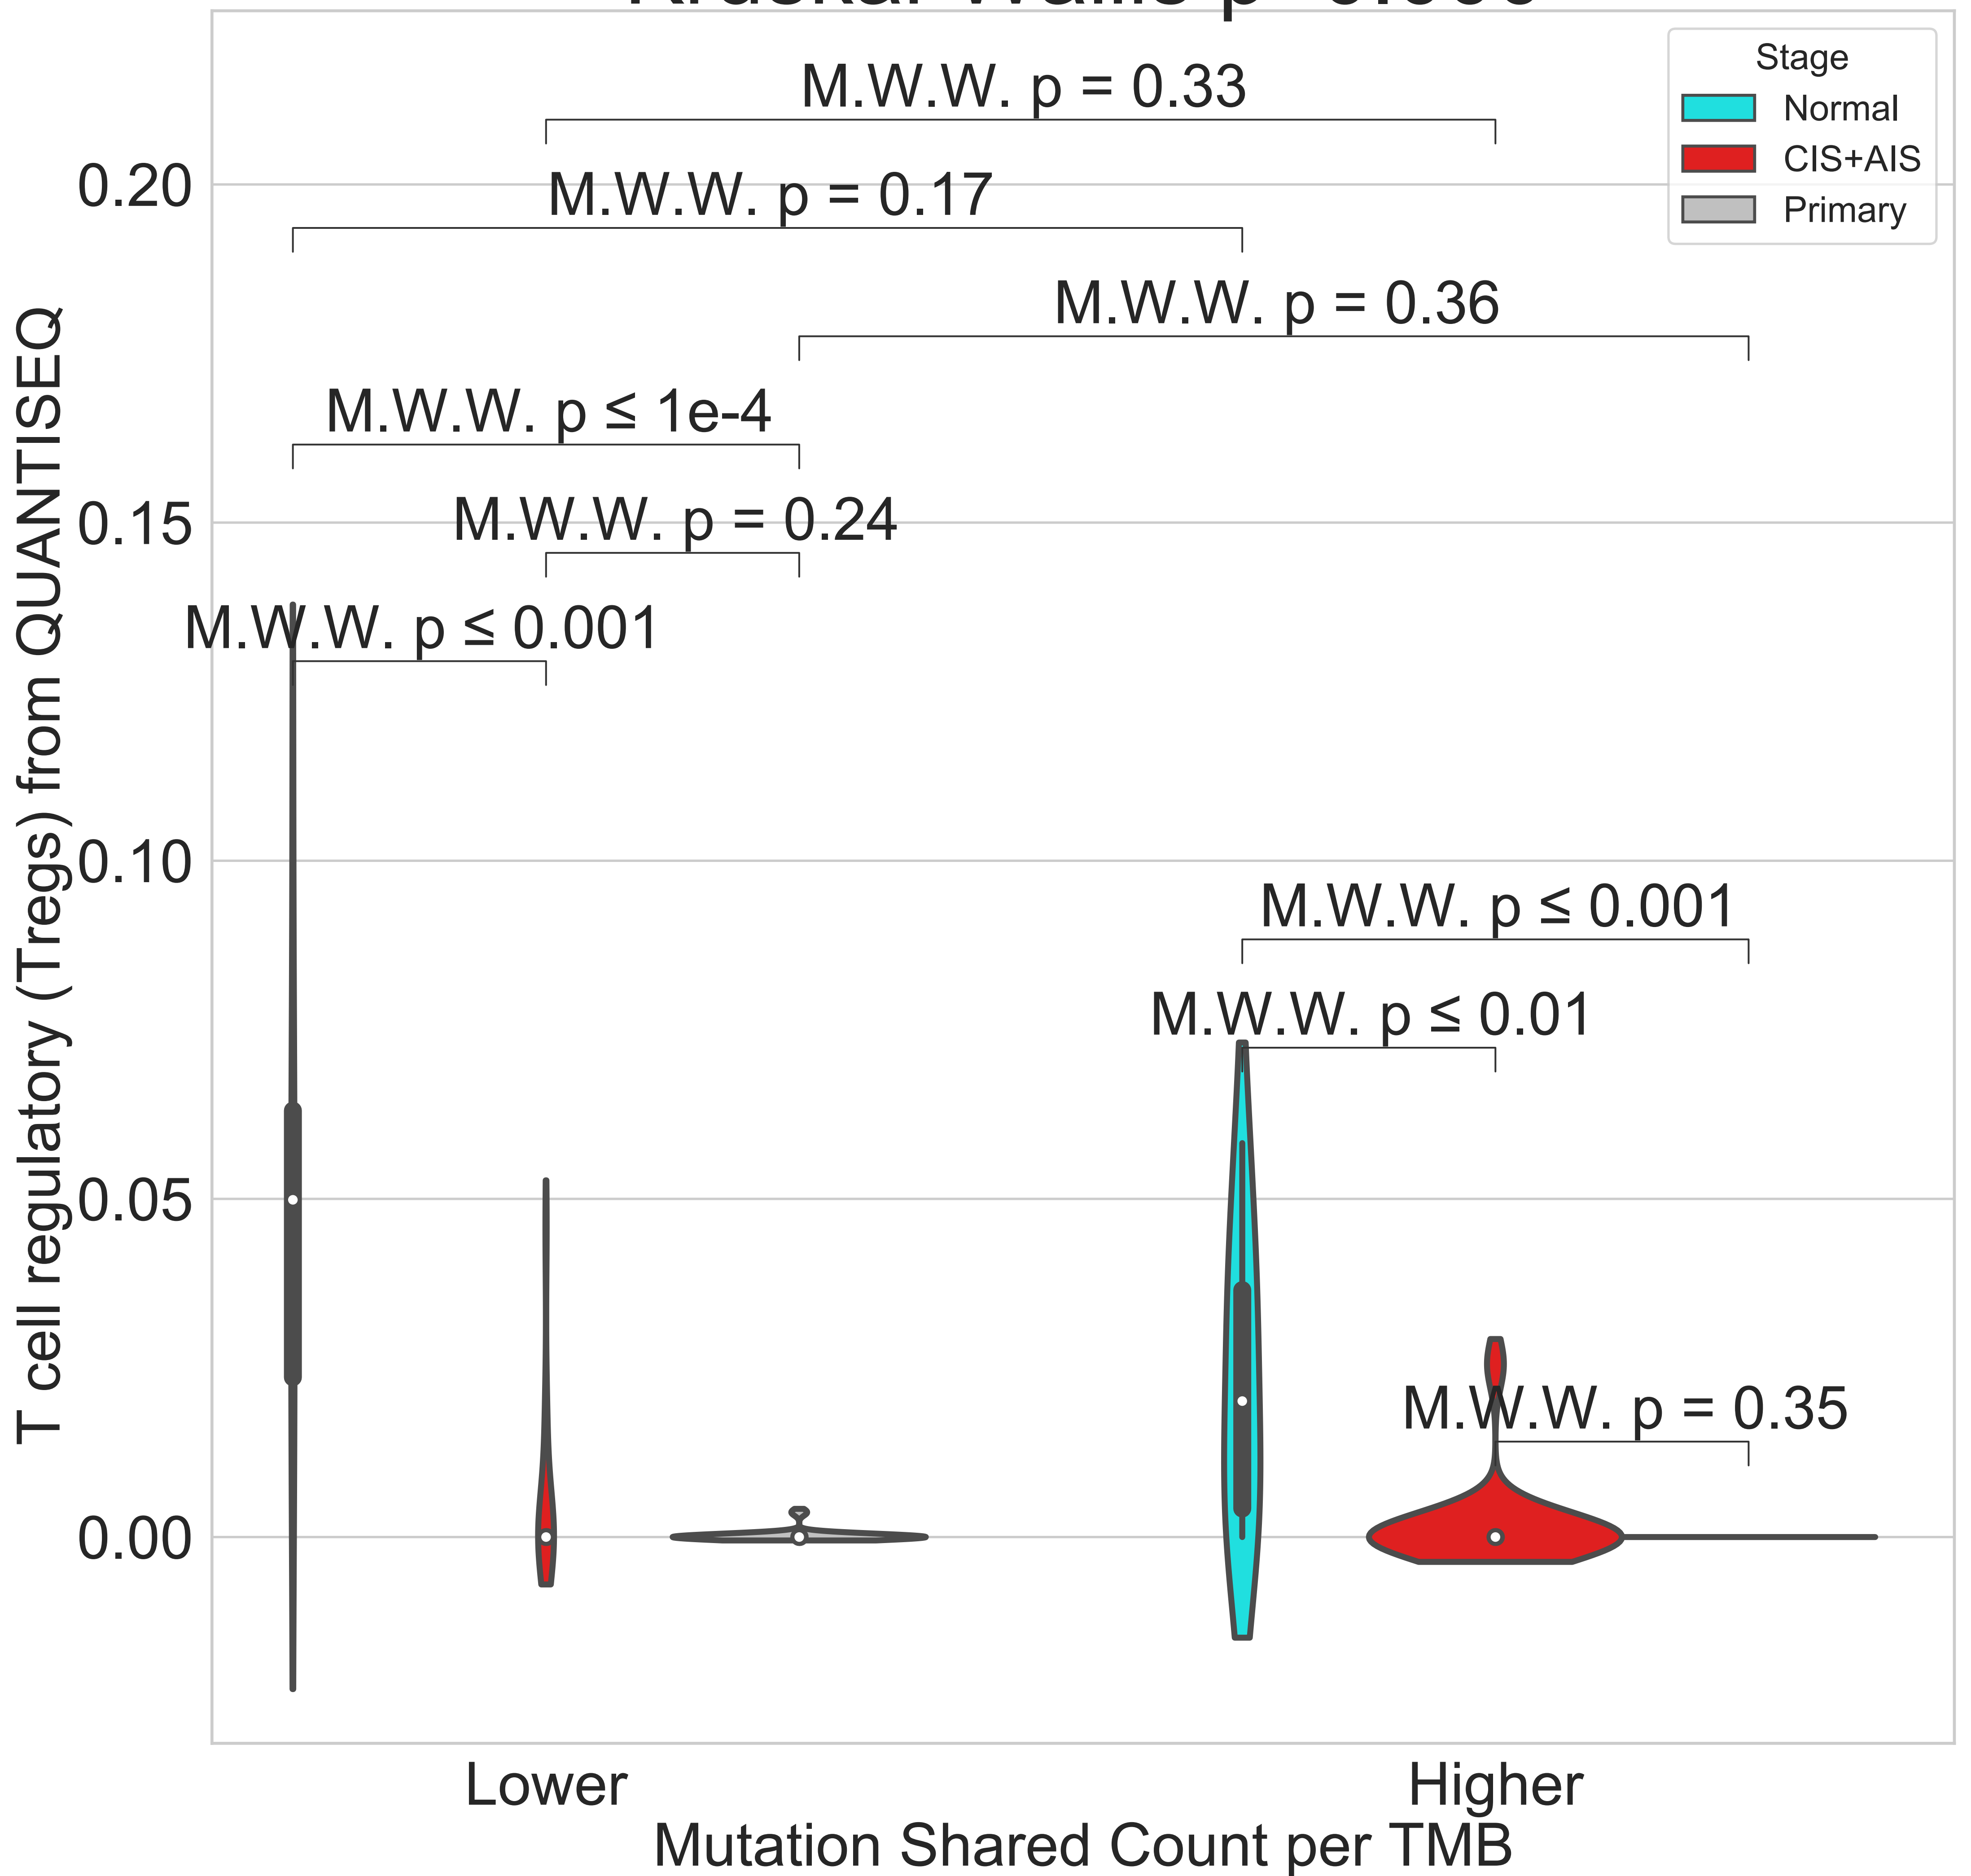 M.W.W. p = 0.33
M.W.W. p = 0.17
M.W.W. p = 0.36
M.W.W. p ≤ 1e-4
M.W.W. p = 0.24
M.W.W. p ≤ 0.001
M.W.W. p ≤ 0.001
M.W.W. p ≤ 0.01
M.W.W. p = 0.35
Stage
Normal
CIS+AIS
Primary
T cell regulatory (Tregs) from QUANTISEQ
0.20
0.15
0.10
0.05
0.00
Lower
Higher
Mutation Shared Count per TMB